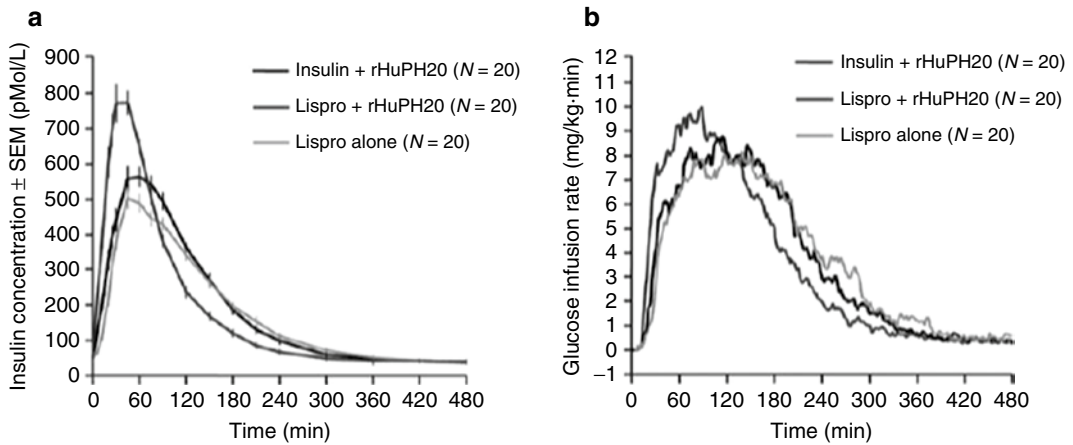 a
Insulin concentration ± SEM (pMol/L)
900
800
700
600
500
400
300
200
100
0
0 60 120 180 240 300 360 420 480
Time (min)
Insulin + rHuPH20 (N = 20)
Lispro + rHuPH20 (N = 20)
Lispro alone (N = 20)
b
Glucose infusion rate (mg/kg·min)
12
11
10
9
8
7
6
5
4
3
2
1
0
−1
0 60 120 180 240 300 360 420 480
Time (min)
Insulin + rHuPH20 (N = 20)
Lispro + rHuPH20 (N = 20)
Lispro alone (N = 20)